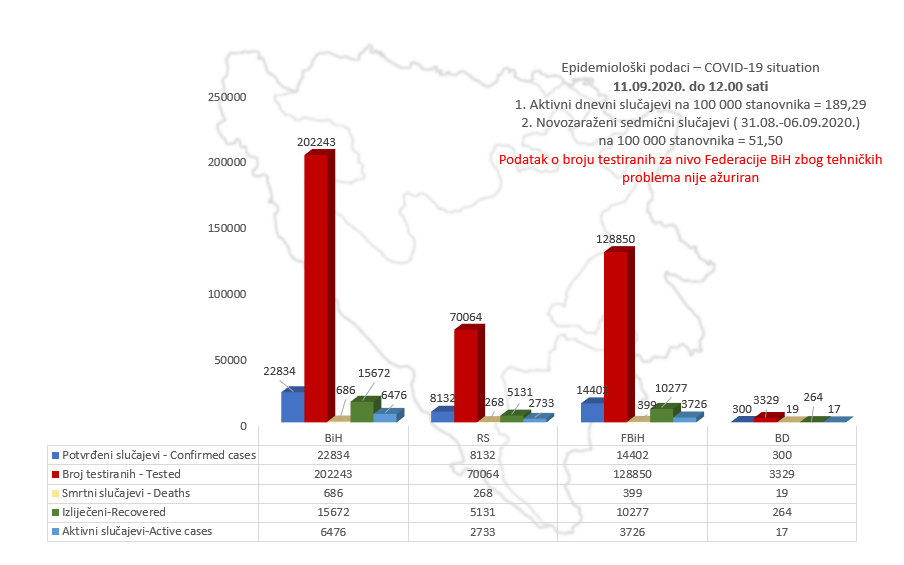 Epidemiološki podaci – COVID-19 situation
11.09.2020. do 12.00 sati
1. Aktivni dnevni slučajevi na 100 000 stanovnika = 189,29
2. Novozaraženi sedmični slučajevi ( 31.08.-06.09.2020.)
na 100 000 stanovnika = 51,50
Podatak o broju testiranih za nivo Federacije BiH zbog tehničkih
problema nije ažuriran
250000
200000
150000
100000
50000
0
22834
202243
686
15672
6476
8132
70064
268
5131
2733
14402
128850
399
10277
3726
300
3329
19
264
17
BiH RS FBiH BD
Potvrđeni slučajevi - Confirmed cases 22834 8132 14402 300
Broj testiranih - Tested 202243 70064 128850 3329
Smrtni slučajevi - Deaths 686 268 399 19
Izliječeni-Recovered 15672 5131 10277 264
Aktivni slučajevi-Active cases 6476 2733 3726 17